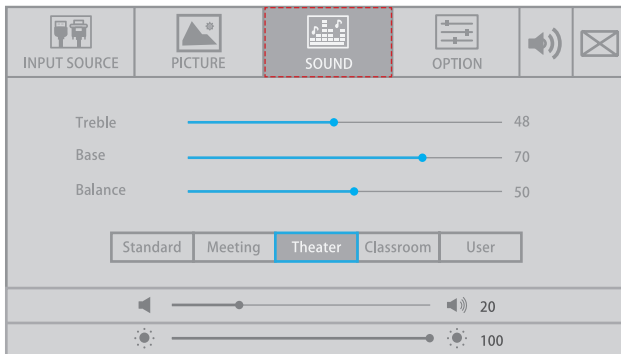 INPUT SOURCE PICTURE SOUND OPTION
Treble 48
Base 70
Balance 50
Standard Meeting Theater Classroom User
20
100